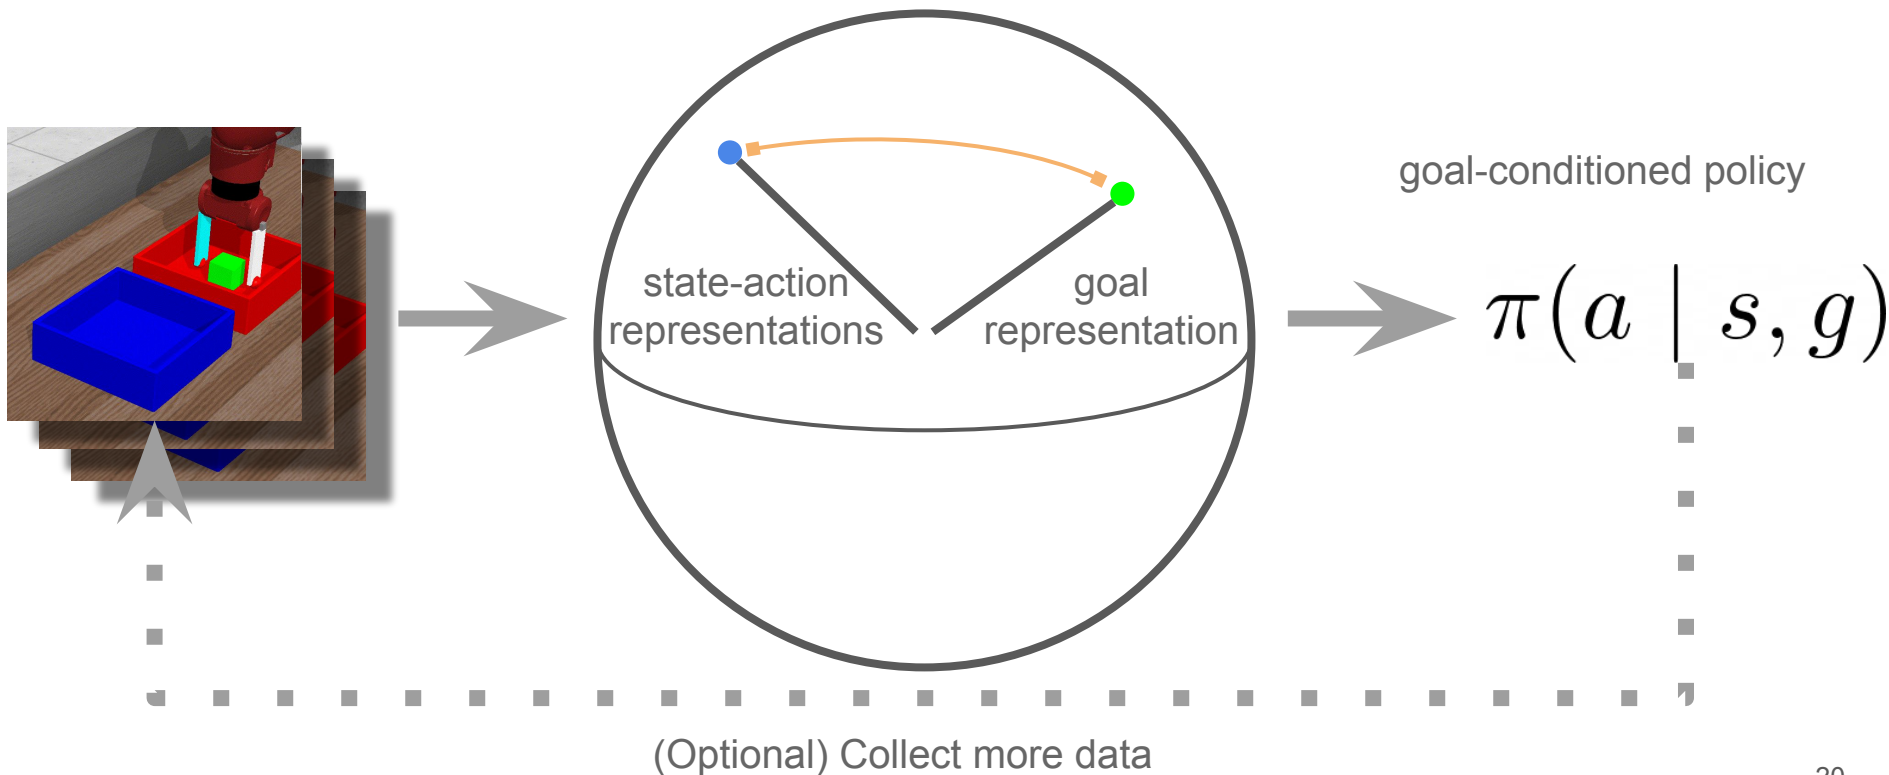 goal-conditioned policy
state-action
representations
goal
representation
π(a | s, g)
(Optional) Collect more data